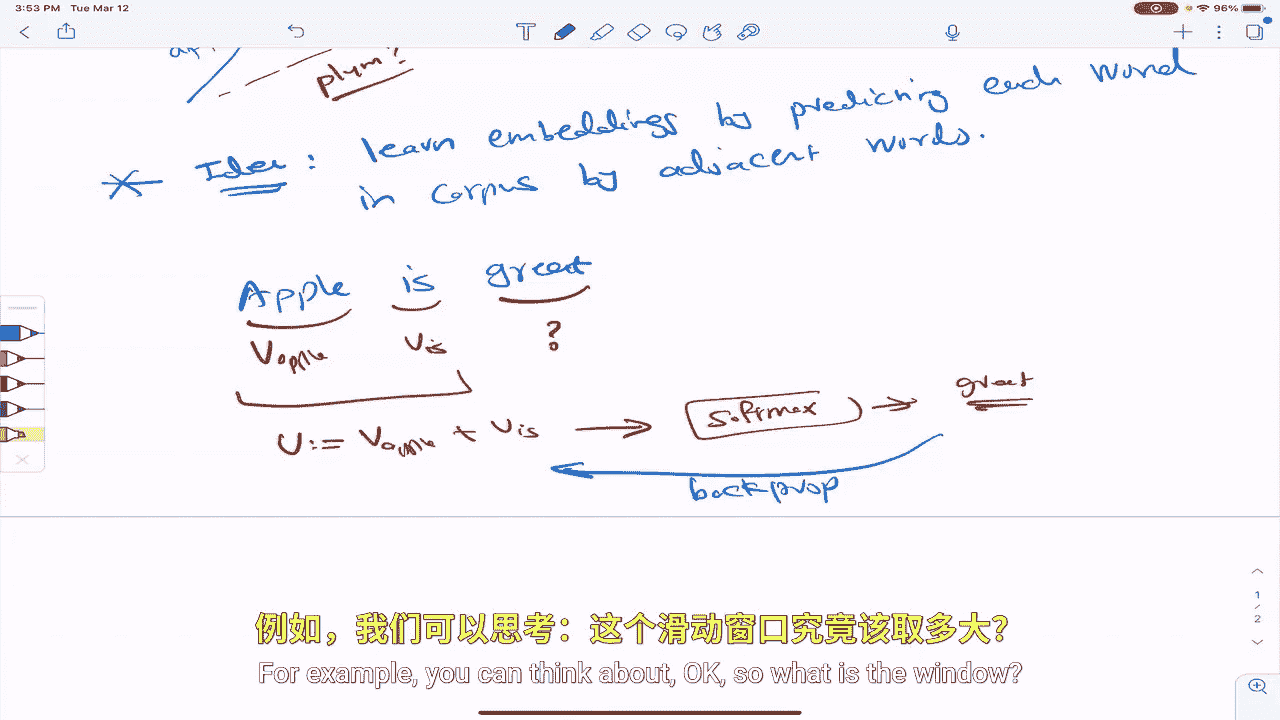 3:53 PM Tue Mar 12
96%
plum?
* Idea : learn embeddings by predicting each word
in corpus by adjacent words.
Apple is great
Vapple Vis ?
U := Vapple + Vis → softmax → great
backprop
1
2
例如，我们可以思考：这个滑动窗口究竟该取多大？
For example, you can think about, OK, so what is the window?